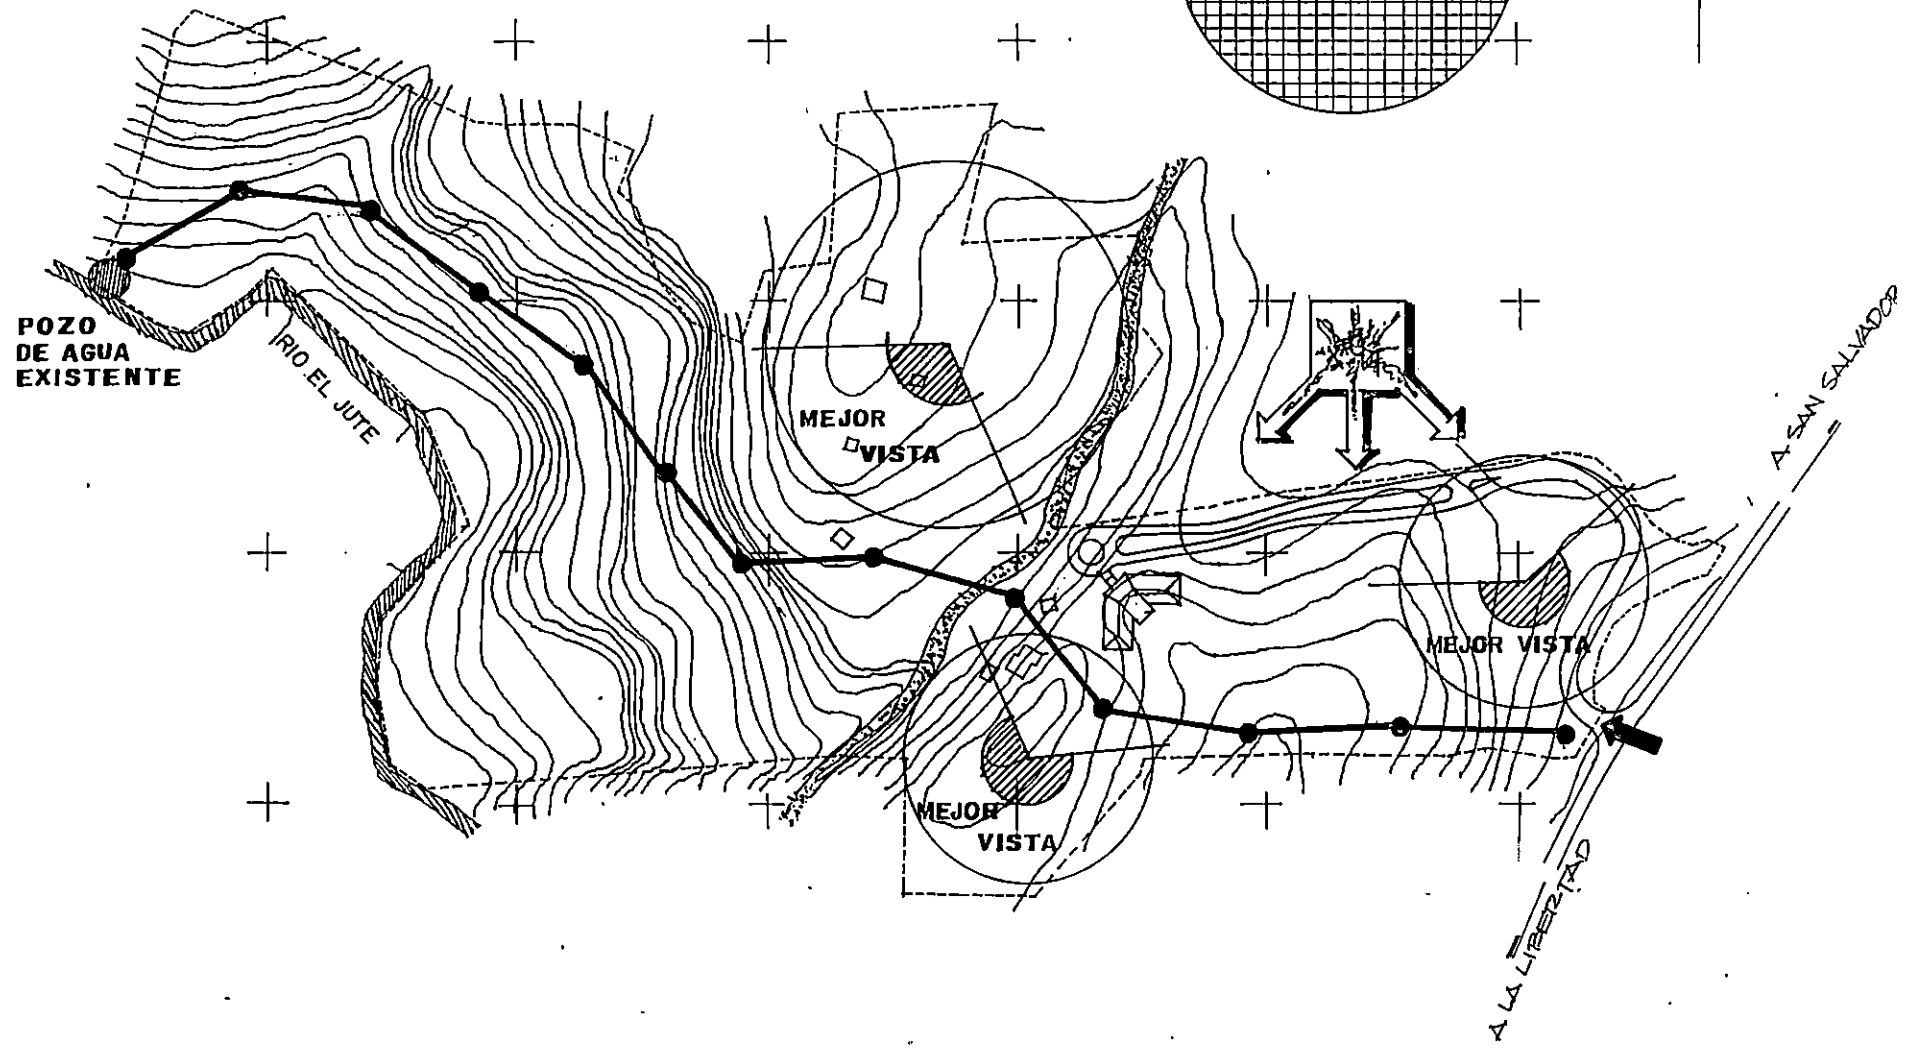 POZO
DE AGUA
EXISTENTE
RIO EL JUTE
MEJOR
VISTA
MEJOR VISTA
MEJOR
VISTA
A SAN SALVADOR
A LA LIBERTAD